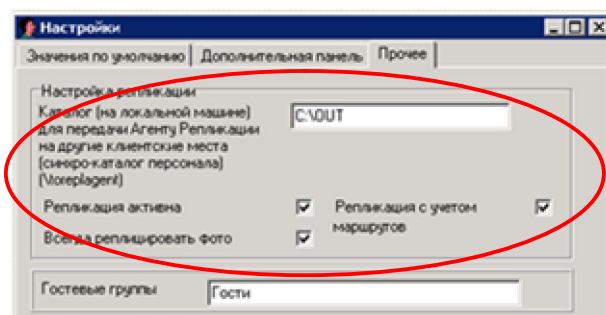 Настройки
Значения по умолчанию Дополнительная панель Прочее
Настройка репликации
Каталог (на локальной машине)
для передачи Агенту Репликации
на другие клиентские места
(синхро-каталог персонала)
(\toreplagent)
C:\OUT
Репликация активна
Репликация с учетом
маршрутов
Всегда реплицировать фото
Гостевые группы
Гости